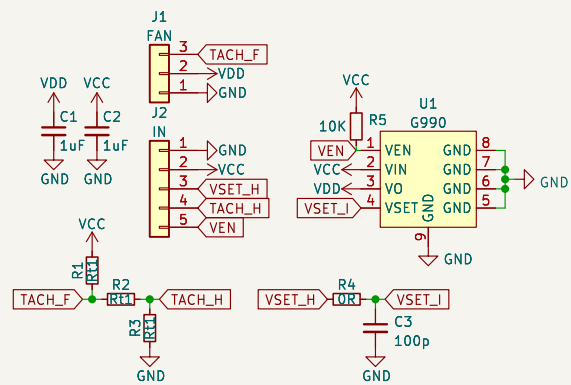 J1
FAN
3 TACH_F
2 VDD
1 GND
VDD VCC
C1 C2
1uF 1uF
GND GND
J2
IN
1 GND
2 VCC
3 VSET_H
4 TACH_H
5 VEN
VCC
R5
10K
U1
G990
VEN 1 VEN GND 8
VCC 2 VIN GND 7
VDD 3 VO GND 6
VSET_I 4 VSET GND 5
GND
GND
9
GND
VCC
R1 Rt1
R2
TACH_F Rt1 TACH_H
R3 Rt1
GND
R4
VSET_H 0R VSET_I
C3
100p
GND